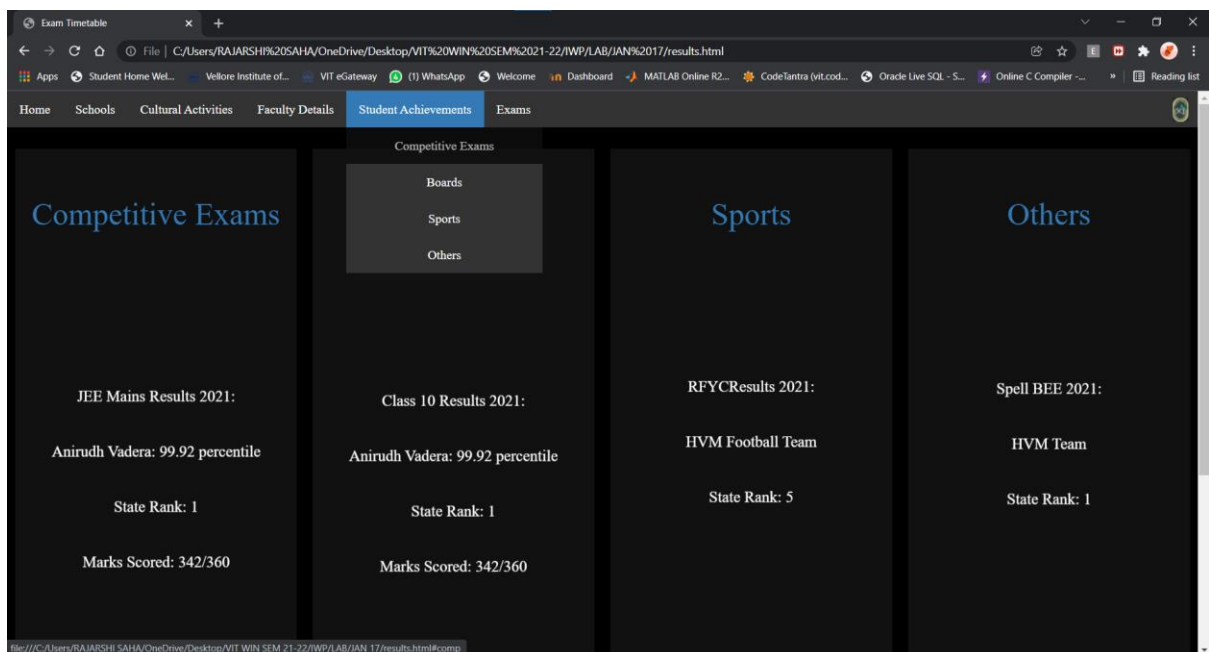 Exam Timetable
File | C:/Users/RAJARSHI%20SAHA/OneDrive/Desktop/VIT%20WIN%20SEM%2021-22/IWP/LAB/JAN%2017/results.html
Apps Student Home Wel... Vellore Institute of... VIT eGateway (1) WhatsApp Welcome Dashboard MATLAB Online R2... CodeTantra (vit.cod... Oracle Live SQL - S... Online C Compiler -... » Reading list
Home Schools Cultural Activities Faculty Details Student Achievements Exams
Competitive Exams
Boards
Sports
Others
Competitive Exams
JEE Mains Results 2021:
Anirudh Vadera: 99.92 percentile
State Rank: 1
Marks Scored: 342/360
Class 10 Results 2021:
Anirudh Vadera: 99.92 percentile
State Rank: 1
Marks Scored: 342/360
Sports
RFYCResults 2021:
HVM Football Team
State Rank: 5
Others
Spell BEE 2021:
HVM Team
State Rank: 1
file:///C:/Users/RAJARSHI SAHA/OneDrive/Desktop/VIT WIN SEM 21-22/IWP/LAB/JAN 17/results.html#comp